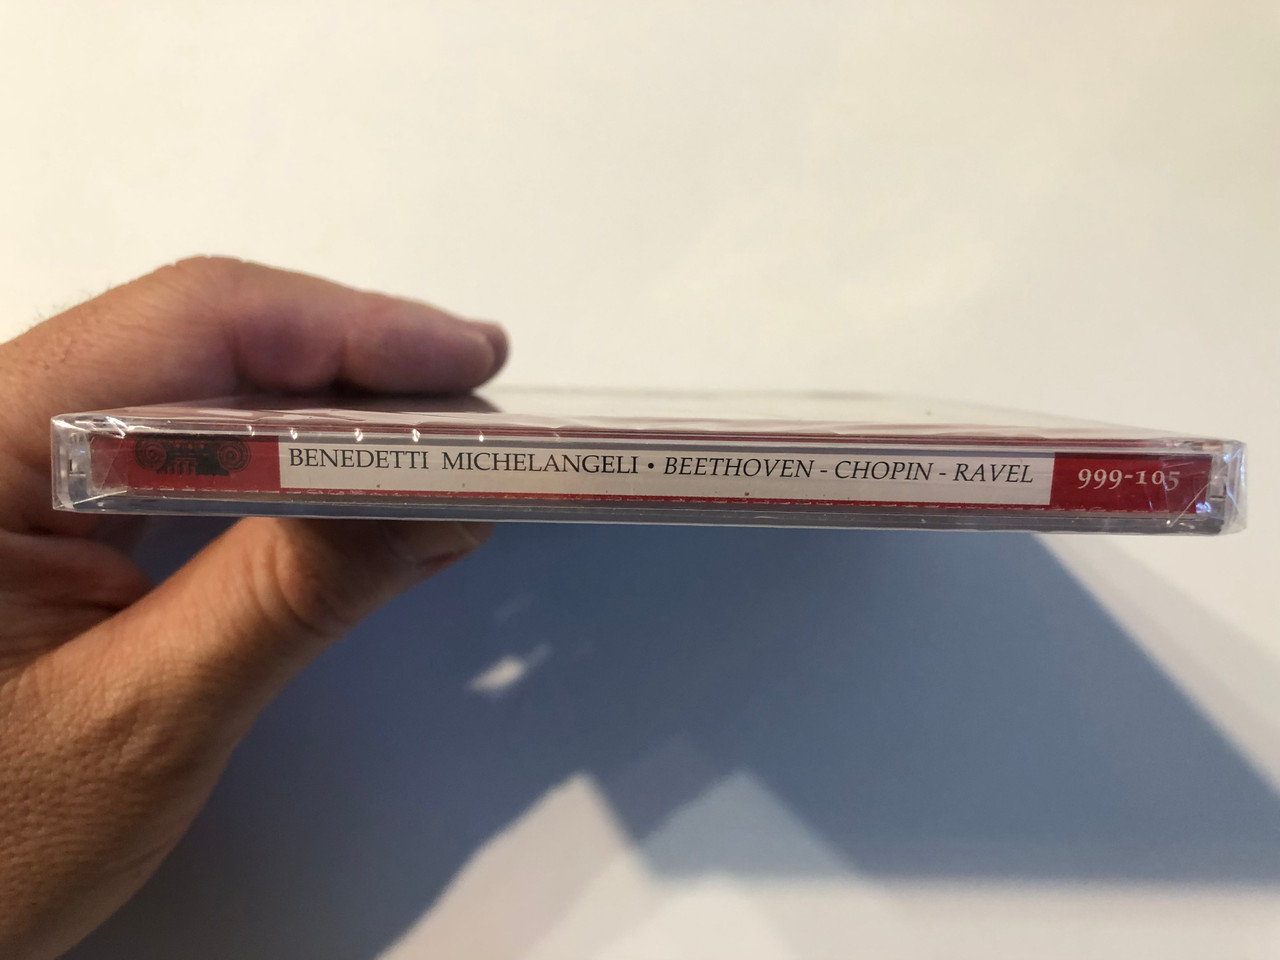 BENEDETTI MICHELANGELI • BEETHOVEN - CHOPIN - RAVEL 999-105